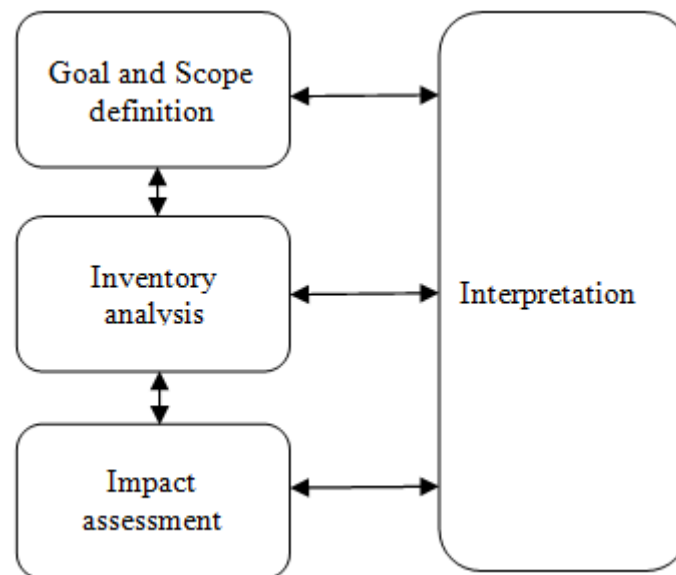 Goal and Scope
definition
Inventory
analysis
Interpretation
Impact
assessment